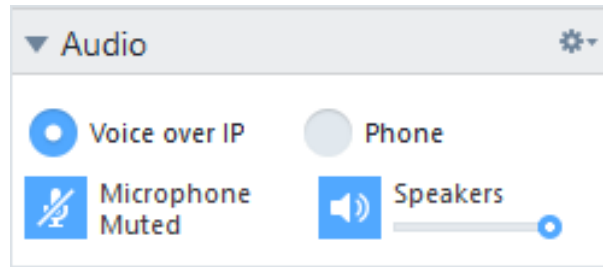 Audio
Voice over IP
Phone
Microphone
Muted
Speakers